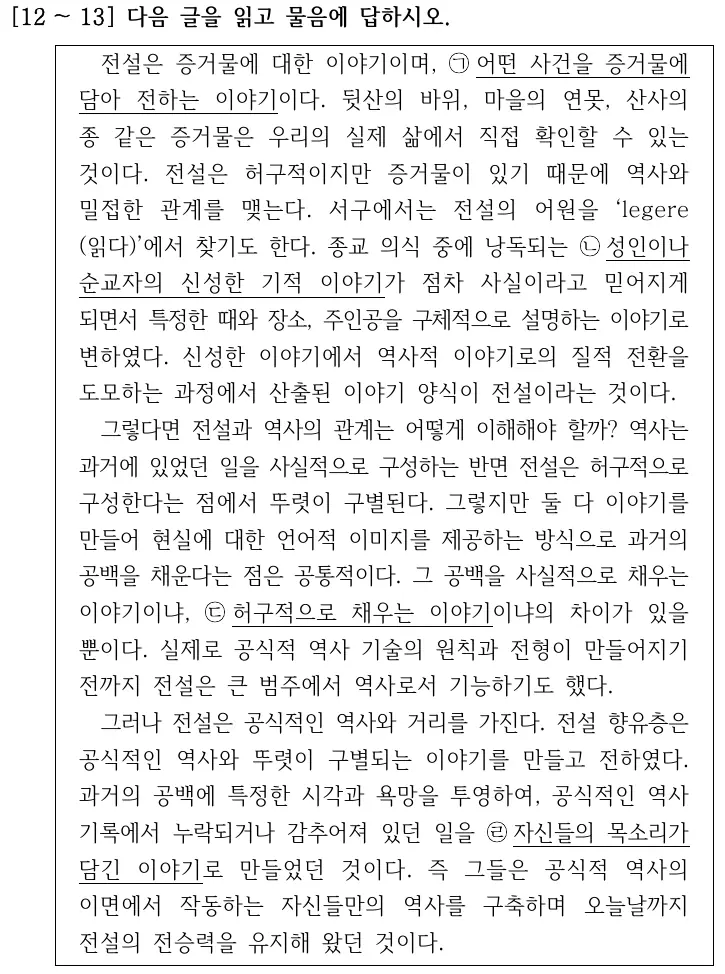 [12 ~ 13] 다음 글을 읽고 물음에 답하시오.
전설은 증거물에 대한 이야기이며, ㉠ 어떤 사건을 증거물에
담아 전하는 이야기이다. 뒷산의 바위, 마을의 연못, 산사의
종 같은 증거물은 우리의 실제 삶에서 직접 확인할 수 있는
것이다. 전설은 허구적이지만 증거물이 있기 때문에 역사와
밀접한 관계를 맺는다. 서구에서는 전설의 어원을 ‘legere
(읽다)’에서 찾기도 한다. 종교 의식 중에 낭독되는 ㉡ 성인이나
순교자의 신성한 기적 이야기가 점차 사실이라고 믿어지게
되면서 특정한 때와 장소, 주인공을 구체적으로 설명하는 이야기로
변하였다. 신성한 이야기에서 역사적 이야기로의 질적 전환을
도모하는 과정에서 산출된 이야기 양식이 전설이라는 것이다.
그렇다면 전설과 역사의 관계는 어떻게 이해해야 할까? 역사는
과거에 있었던 일을 사실적으로 구성하는 반면 전설은 허구적으로
구성한다는 점에서 뚜렷이 구별된다. 그렇지만 둘 다 이야기를
만들어 현실에 대한 언어적 이미지를 제공하는 방식으로 과거의
공백을 채운다는 점은 공통적이다. 그 공백을 사실적으로 채우는
이야기이냐, ㉢ 허구적으로 채우는 이야기이냐의 차이가 있을
뿐이다. 실제로 공식적 역사 기술의 원칙과 전형이 만들어지기
전까지 전설은 큰 범주에서 역사로서 기능하기도 했다.
그러나 전설은 공식적인 역사와 거리를 가진다. 전설 향유층은
공식적인 역사와 뚜렷이 구별되는 이야기를 만들고 전하였다.
과거의 공백에 특정한 시각과 욕망을 투영하여, 공식적인 역사
기록에서 누락되거나 감추어져 있던 일을 ㉣ 자신들의 목소리가
담긴 이야기로 만들었던 것이다. 즉 그들은 공식적 역사의
이면에서 작동하는 자신들만의 역사를 구축하며 오늘날까지
전설의 전승력을 유지해 왔던 것이다.